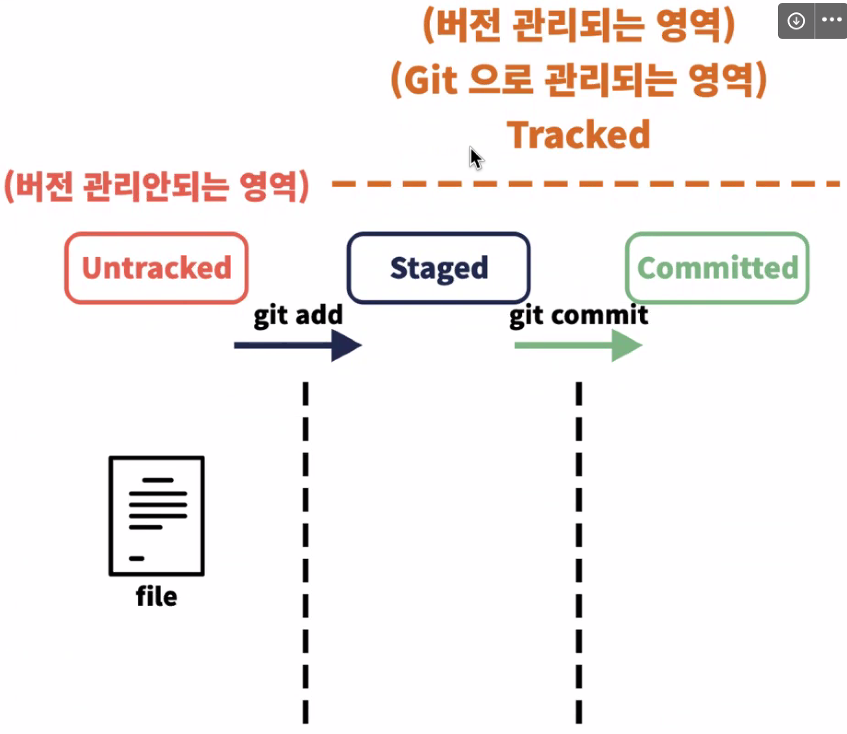 (버전 관리되는 영역)
(Git 으로 관리되는 영역)
Tracked
(버전 관리안되는 영역)
Untracked
Staged
Committed
git add
git commit
file